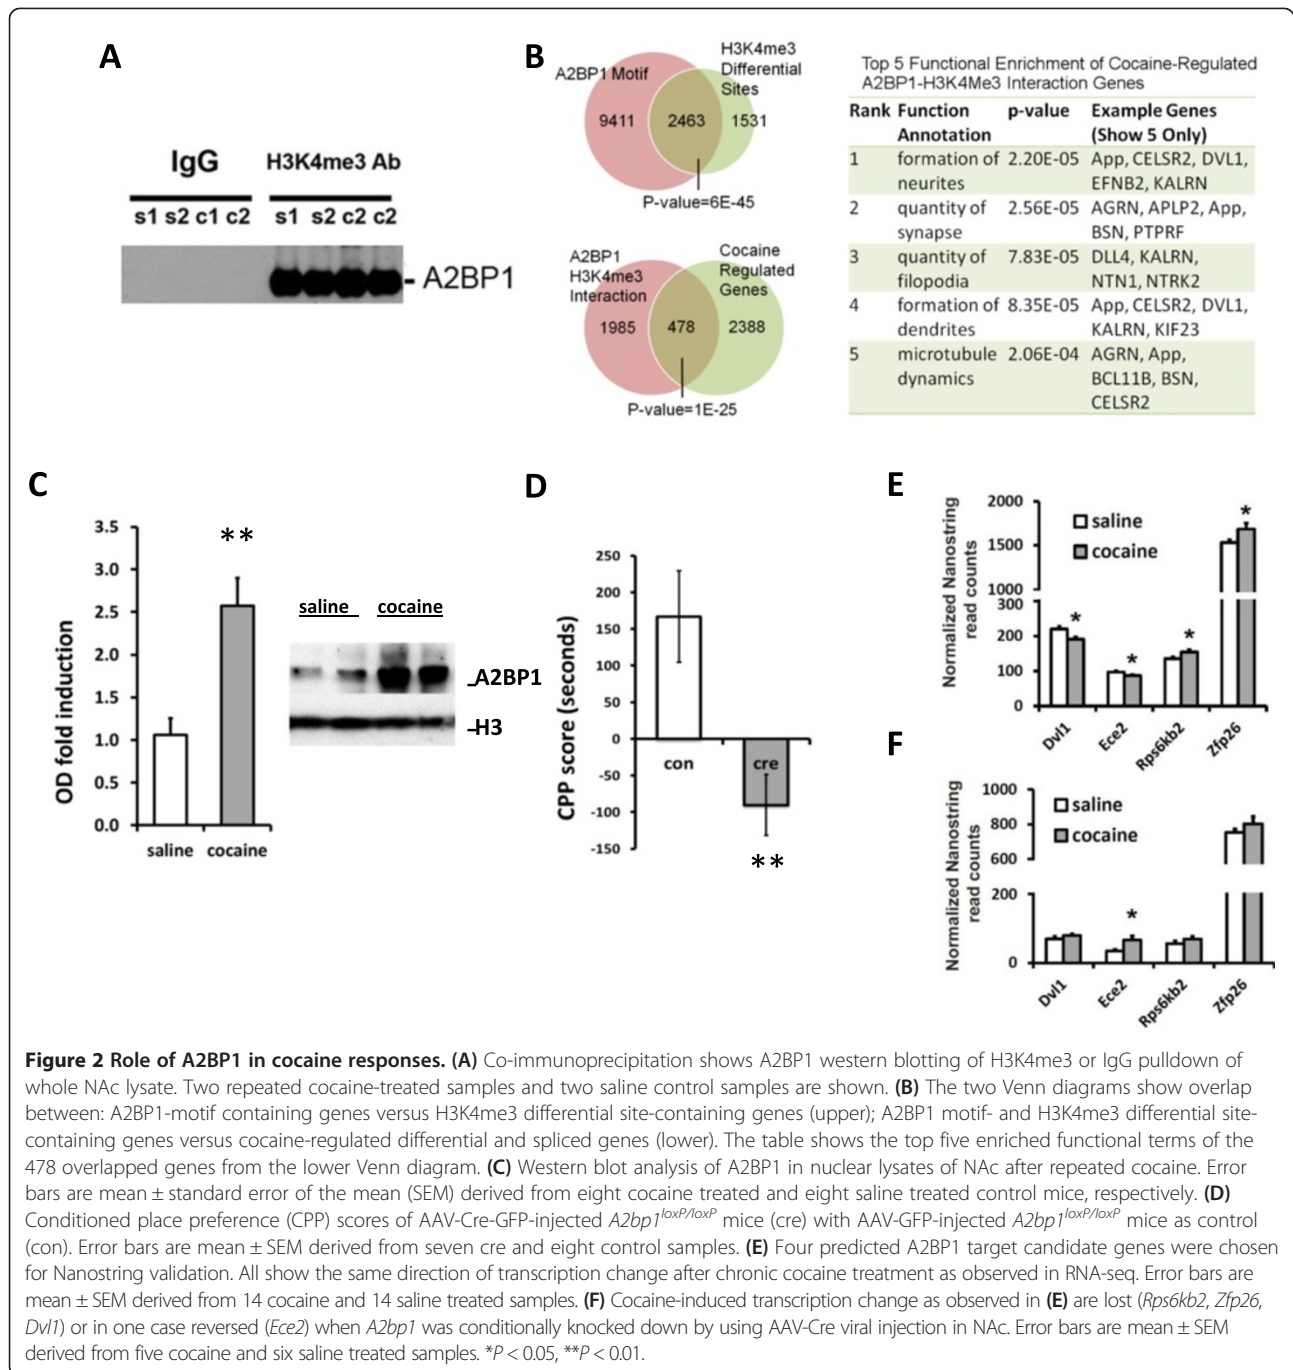 A
IgG
H3K4me3 Ab
s1 s2 c1 c2
s1 s2 c2 c2
A2BP1
B
A2BP1 Motif
H3K4me3
Differential
Sites
9411
2463
1531
P-value=6E-45
A2BP1
H3K4me3
Interaction
Cocaine
Regulated
Genes
1985
478
2388
P-value=1E-25
Top 5 Functional Enrichment of Cocaine-Regulated
A2BP1-H3K4Me3 Interaction Genes
Rank Function p-value Example Genes
Annotation (Show 5 Only)
1 formation of 2.20E-05 App, CELSR2, DVL1,
neurites EFNB2, KALRN
2 quantity of 2.56E-05 AGRN, APLP2, App,
synapse BSN, PTPRF
3 quantity of 7.83E-05 DLL4, KALRN,
filopodia NTN1, NTRK2
4 formation of 8.35E-05 App, CELSR2, DVL1,
dendrites KALRN, KIF23
5 microtubule 2.06E-04 AGRN, App,
dynamics BCL11B, BSN,
CELSR2
C
OD fold induction
3.5
3.0
2.5
2.0
1.5
1.0
0.5
0.0
**
saline cocaine
saline cocaine
A2BP1
H3
D
CPP score (seconds)
250
200
150
100
50
0
-50
-100
-150
con
cre
**
E
Normalized Nanostring
read counts
2000
1500
1000
300
200
100
0
saline
cocaine
* * * *
Dvl1
Ece2
Rps6kb2
Zfp26
F
Normalized Nanostring
read counts
1000
800
600
200
0
saline
cocaine
*
Dvl1
Ece2
Rps6kb2
Zfp26
Figure 2 Role of A2BP1 in cocaine responses. (A) Co-immunoprecipitation shows A2BP1 western blotting of H3K4me3 or IgG pulldown of
whole NAc lysate. Two repeated cocaine-treated samples and two saline control samples are shown. (B) The two Venn diagrams show overlap
between: A2BP1-motif containing genes versus H3K4me3 differential site-containing genes (upper); A2BP1 motif- and H3K4me3 differential site-
containing genes versus cocaine-regulated differential and spliced genes (lower). The table shows the top five enriched functional terms of the
478 overlapped genes from the lower Venn diagram. (C) Western blot analysis of A2BP1 in nuclear lysates of NAc after repeated cocaine. Error
bars are mean ± standard error of the mean (SEM) derived from eight cocaine treated and eight saline treated control mice, respectively. (D)
Conditioned place preference (CPP) scores of AAV-Cre-GFP-injected A2bp1loxP/loxP mice (cre) with AAV-GFP-injected A2bp1loxP/loxP mice as control
(con). Error bars are mean ± SEM derived from seven cre and eight control samples. (E) Four predicted A2BP1 target candidate genes were chosen
for Nanostring validation. All show the same direction of transcription change after chronic cocaine treatment as observed in RNA-seq. Error bars are
mean ± SEM derived from 14 cocaine and 14 saline treated samples. (F) Cocaine-induced transcription change as observed in (E) are lost (Rps6kb2, Zfp26,
Dvl1) or in one case reversed (Ece2) when A2bp1 was conditionally knocked down by using AAV-Cre viral injection in NAc. Error bars are mean ± SEM
derived from five cocaine and six saline treated samples. *P < 0.05, **P < 0.01.